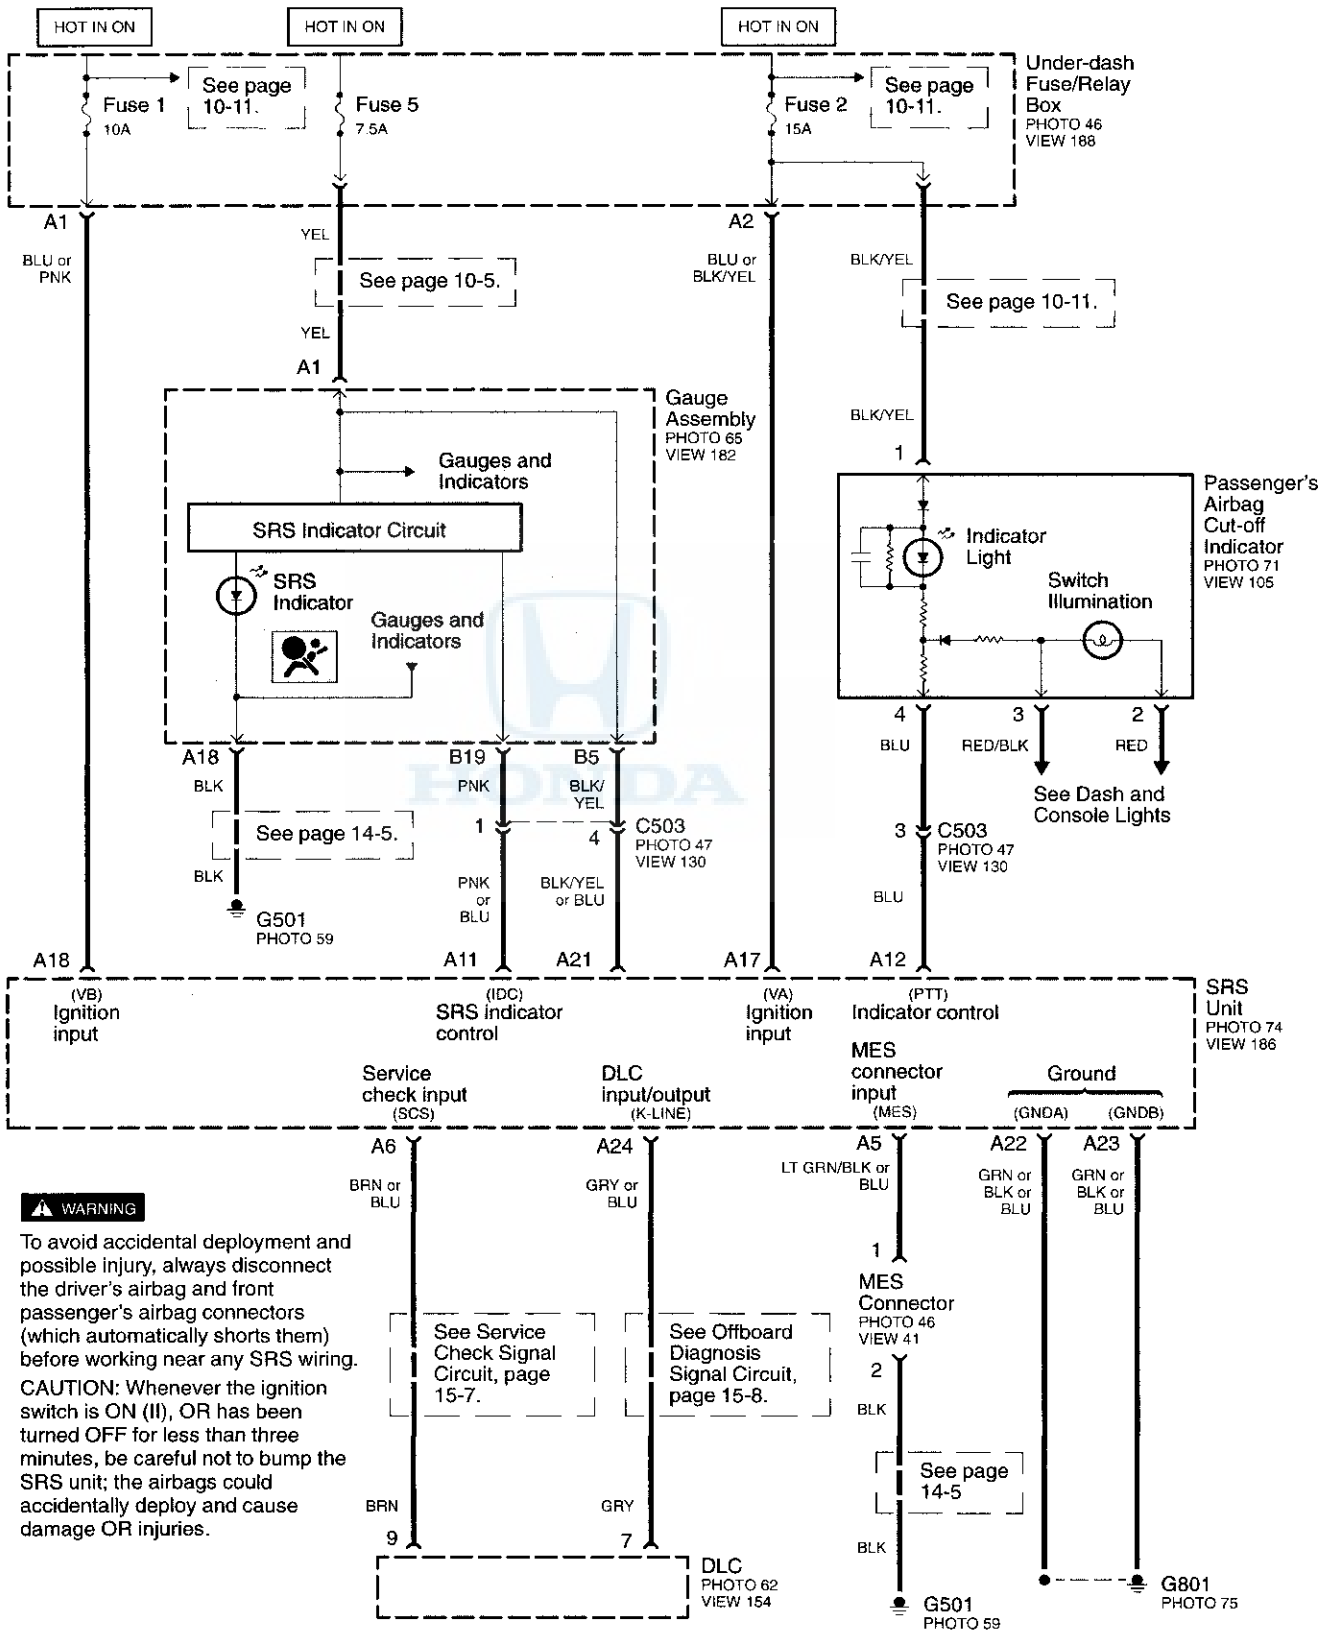 HOT IN ON
HOT IN ON
HOT IN ON
Fuse 1
10A
See page
10-11.
Fuse 5
7.5A
Fuse 2
15A
See page
10-11.
Under-dash
Fuse/Relay
Box
PHOTO 46
VIEW 188
A1
BLU or
PNK
YEL
See page 10-5.
YEL
A1
A2
BLU or
BLK/YEL
BLK/YEL
See page 10-11.
BLK/YEL
1
Gauge
Assembly
PHOTO 65
VIEW 182
Gauges and
Indicators
SRS Indicator Circuit
SRS
Indicator
Gauges and
Indicators
Passenger's
Airbag
Cut-off
Indicator
PHOTO 71
VIEW 105
Indicator
Light
Switch
Illumination
HONDA
A18
BLK
See page 14-5.
BLK
G501
PHOTO 59
B19
PNK
1
PNK
or
BLU
B5
BLK/
YEL
4
C503
PHOTO 47
VIEW 130
BLK/YEL
or BLU
4
BLU
3
RED/BLK
2
RED
See Dash and
Console Lights
3
C503
PHOTO 47
VIEW 130
BLU
A18
A11
A21
A17
A12
(VB)
Ignition
input
(IDC)
SRS indicator
control
(VA)
Ignition
input
(PTT)
Indicator control
SRS
Unit
PHOTO 74
VIEW 186
Service
check input
(SCS)
DLC
input/output
(K-LINE)
MES
connector
input
(MES)
Ground
(GNDA)
(GNDB)
A6
BRN or
BLU
A24
GRY or
BLU
A5
LT GRN/BLK or
BLU
A22
GRN or
BLK or
BLU
A23
GRN or
BLK or
BLU
WARNING
To avoid accidental deployment and
possible injury, always disconnect
the driver's airbag and front
passenger's airbag connectors
(which automatically shorts them)
before working near any SRS wiring.
CAUTION: Whenever the ignition
switch is ON (II), OR has been
turned OFF for less than three
minutes, be careful not to bump the
SRS unit; the airbags could
accidentally deploy and cause
damage OR injuries.
See Service
Check Signal
Circuit, page
15-7.
See Offboard
Diagnosis
Signal Circuit,
page 15-8.
1
MES
Connector
PHOTO 46
VIEW 41
2
BLK
See page
14-5
BLK
G501
PHOTO 59
BRN
9
GRY
7
DLC
PHOTO 62
VIEW 154
G801
PHOTO 75